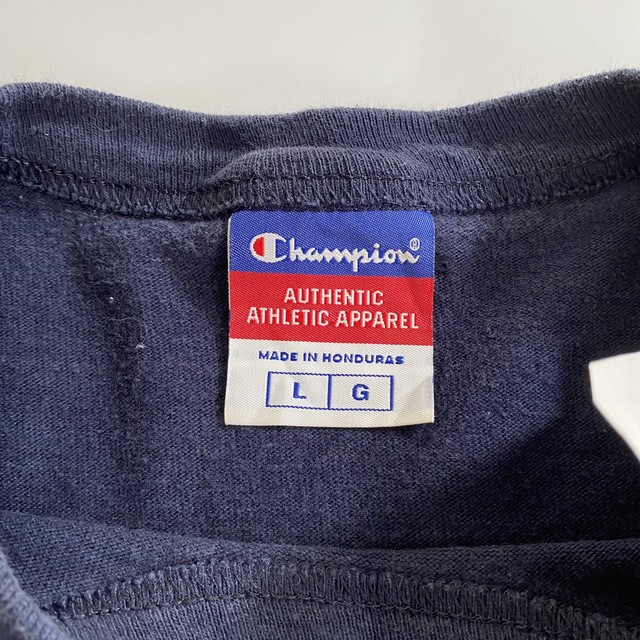 Champion®
AUTHENTIC
ATHLETIC APPAREL
MADE IN HONDURAS
L G